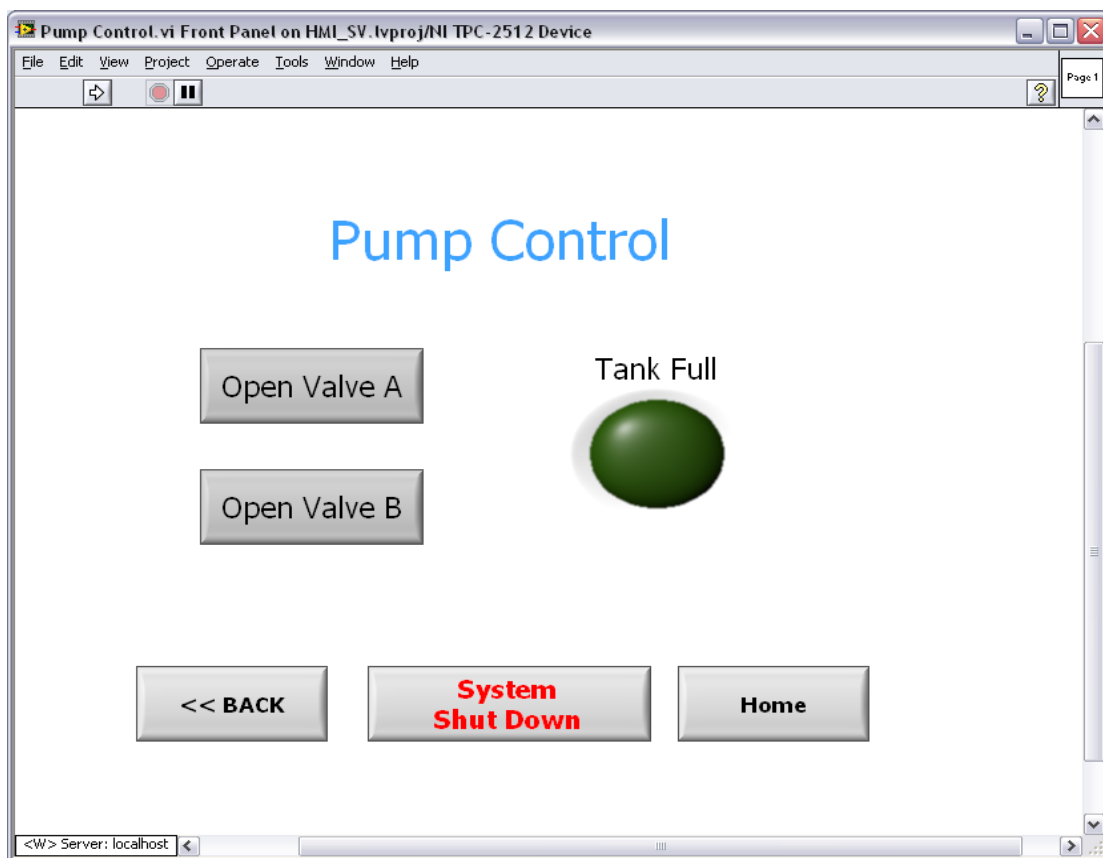 Pump Control.vi Front Panel on HMI_SV.lvproj/NI TPC-2512 Device
File Edit View Project Operate Tools Window Help
? Page 1
Pump Control
Open Valve A
Tank Full
Open Valve B
<< BACK
System
Shut Down
Home
<W> Server: localhost